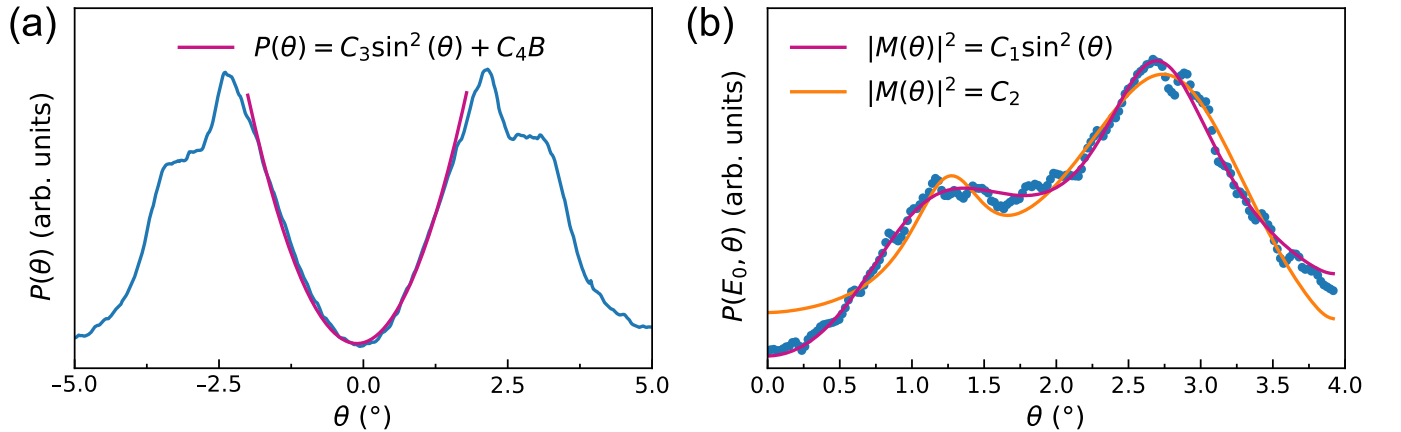 (a)
P(θ) = C₃sin² (θ) + C₄B
P(θ) (arb. units)
−5.0 −2.5 0.0 2.5 5.0
θ (°)
(b)
|M(θ)|² = C₁sin² (θ)
|M(θ)|² = C₂
P(E₀, θ) (arb. units)
0.0 0.5 1.0 1.5 2.0 2.5 3.0 3.5 4.0
θ (°)